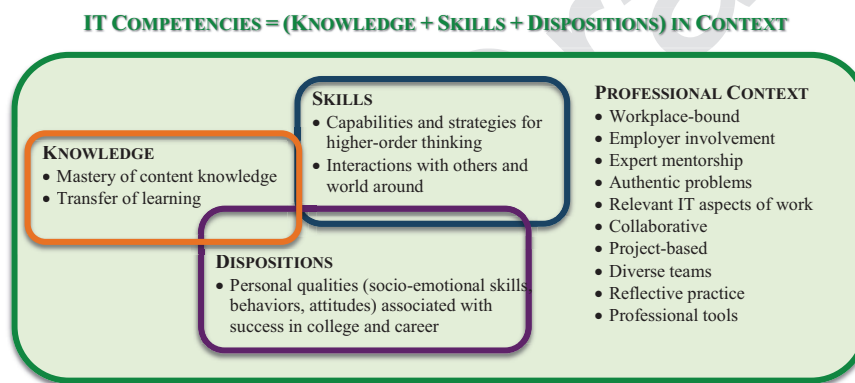 IT COMPETENCIES = (KNOWLEDGE + SKILLS + DISPOSITIONS) IN CONTEXT
KNOWLEDGE
• Mastery of content knowledge
• Transfer of learning
SKILLS
• Capabilities and strategies for
higher-order thinking
• Interactions with others and
world around
DISPOSITIONS
• Personal qualities (socio-emotional skills,
behaviors, attitudes) associated with
success in college and career
PROFESSIONAL CONTEXT
• Workplace-bound
• Employer involvement
• Expert mentorship
• Authentic problems
• Relevant IT aspects of work
• Collaborative
• Project-based
• Diverse teams
• Reflective practice
• Professional tools